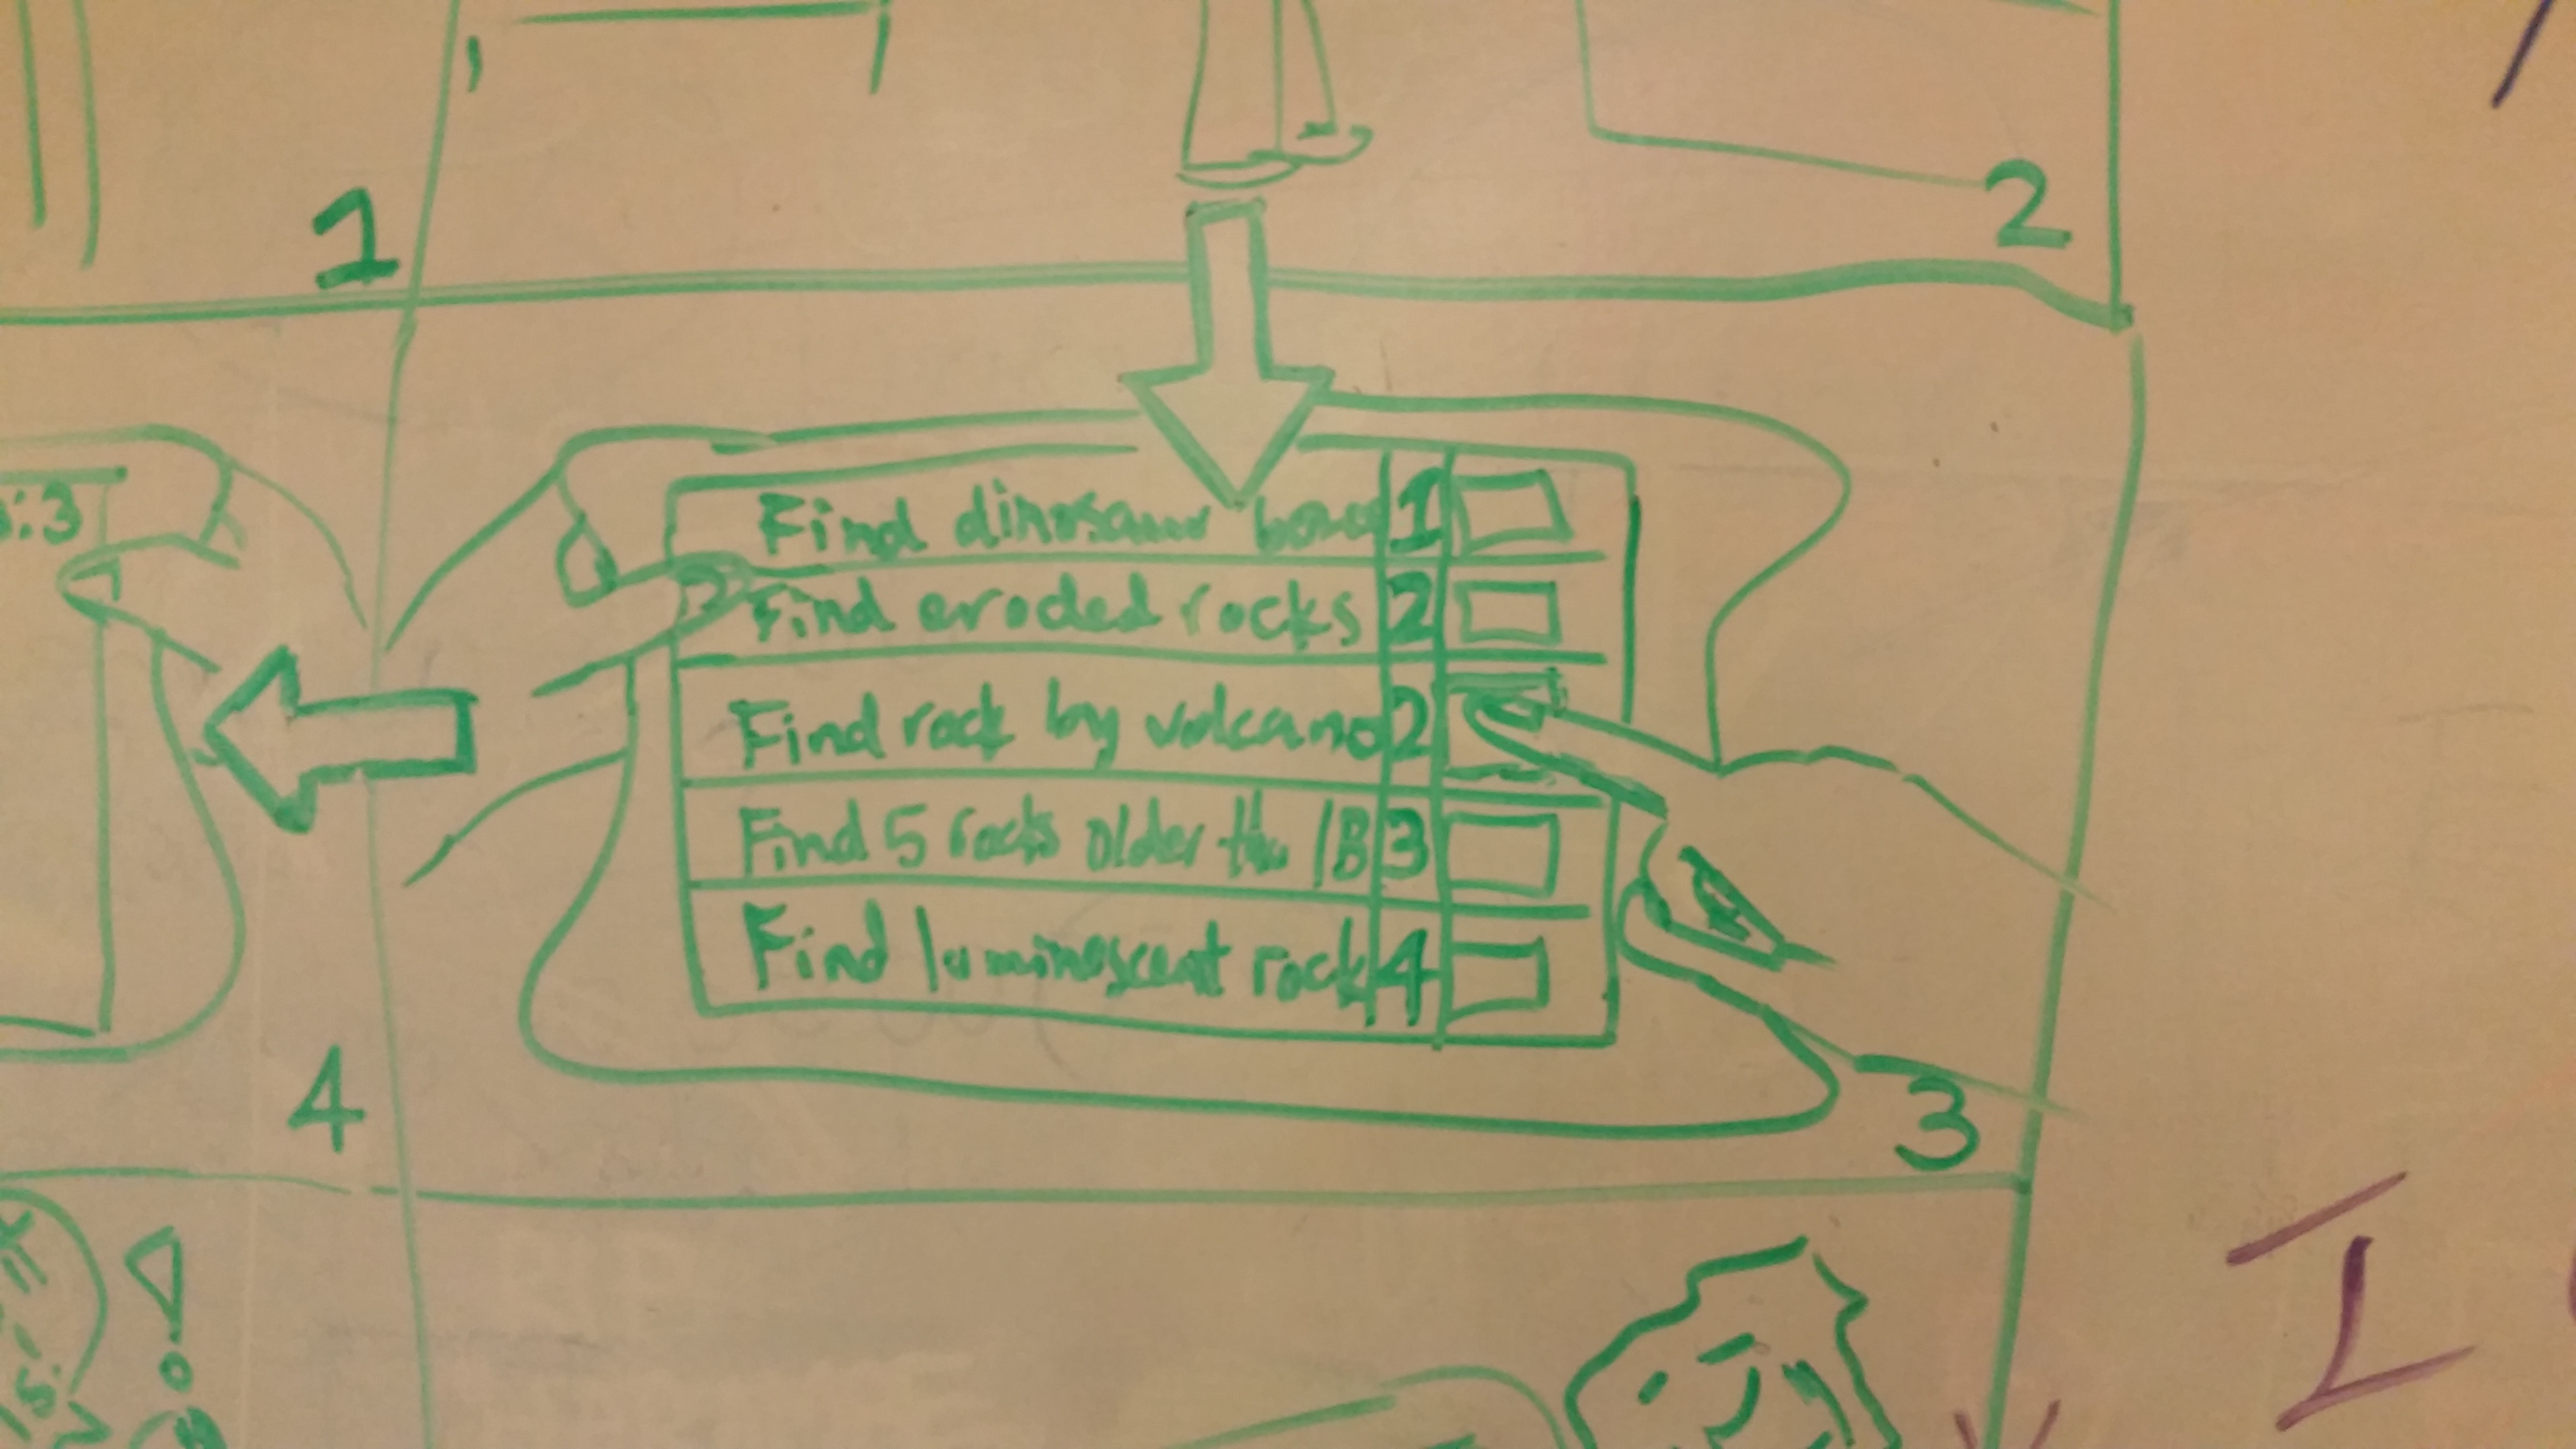 1
2
:3
Find dinosaur bone 1
Find eroded rocks 2
Find rock by volcano 2
Find 5 rocks older than 1B 3
Find luminescent rock 4
4
3
I